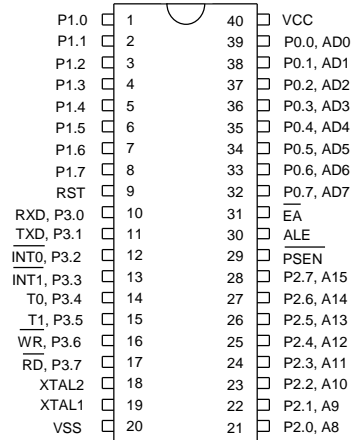 P1.0 1 40 VCC
P1.1 2 39 P0.0, AD0
P1.2 3 38 P0.1, AD1
P1.3 4 37 P0.2, AD2
P1.4 5 36 P0.3, AD3
P1.5 6 35 P0.4, AD4
P1.6 7 34 P0.5, AD5
P1.7 8 33 P0.6, AD6
RST 9 32 P0.7, AD7
RXD, P3.0 10 31 EA
TXD, P3.1 11 30 ALE
INT0, P3.2 12 29 PSEN
INT1, P3.3 13 28 P2.7, A15
T0, P3.4 14 27 P2.6, A14
T1, P3.5 15 26 P2.5, A13
WR, P3.6 16 25 P2.4, A12
RD, P3.7 17 24 P2.3, A11
XTAL2 18 23 P2.2, A10
XTAL1 19 22 P2.1, A9
VSS 20 21 P2.0, A8